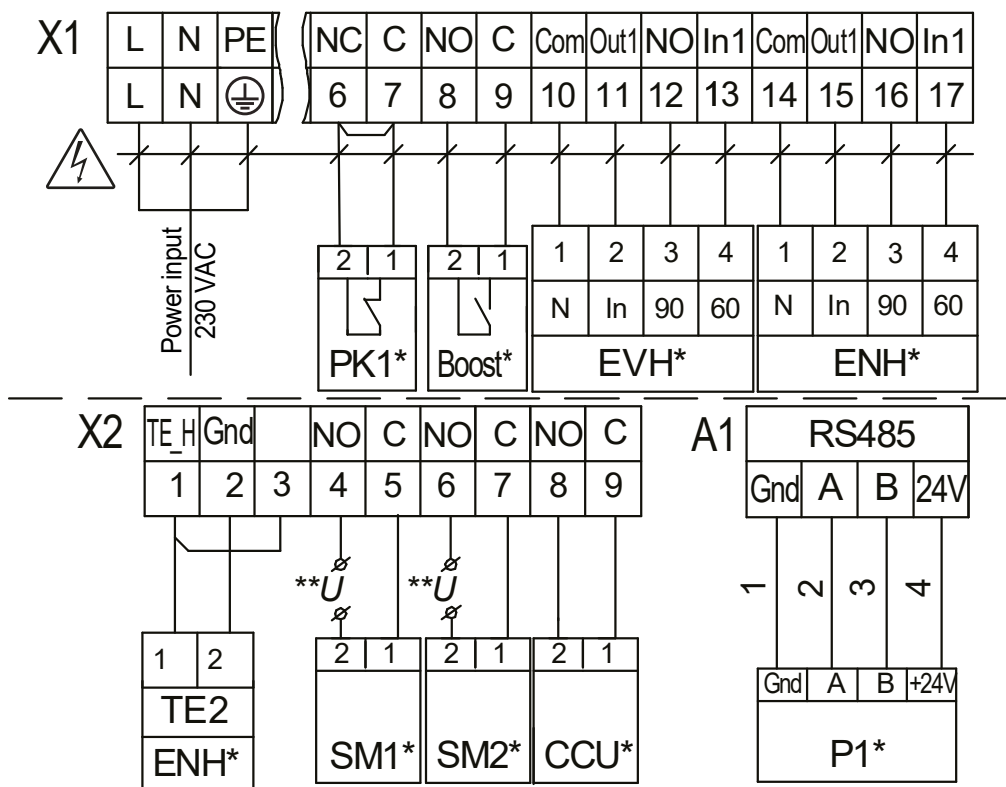 X1
L N PE NC C NO C Com Out1 NO In1 Com Out1 NO In1
L N 6 7 8 9 10 11 12 13 14 15 16 17
Power input
230 VAC
2 1
PK1*
2 1
Boost*
1 2 3 4
N In 90 60
EVH*
1 2 3 4
N In 90 60
ENH*
X2
TE_H Gnd NO C NO C NO C
1 2 3 4 5 6 7 8 9
**U
**U
1 2
TE2
ENH*
2 1
SM1*
2 1
SM2*
2 1
CCU*
A1
RS485
Gnd A B 24V
1 2 3 4
Gnd A B +24V
P1*